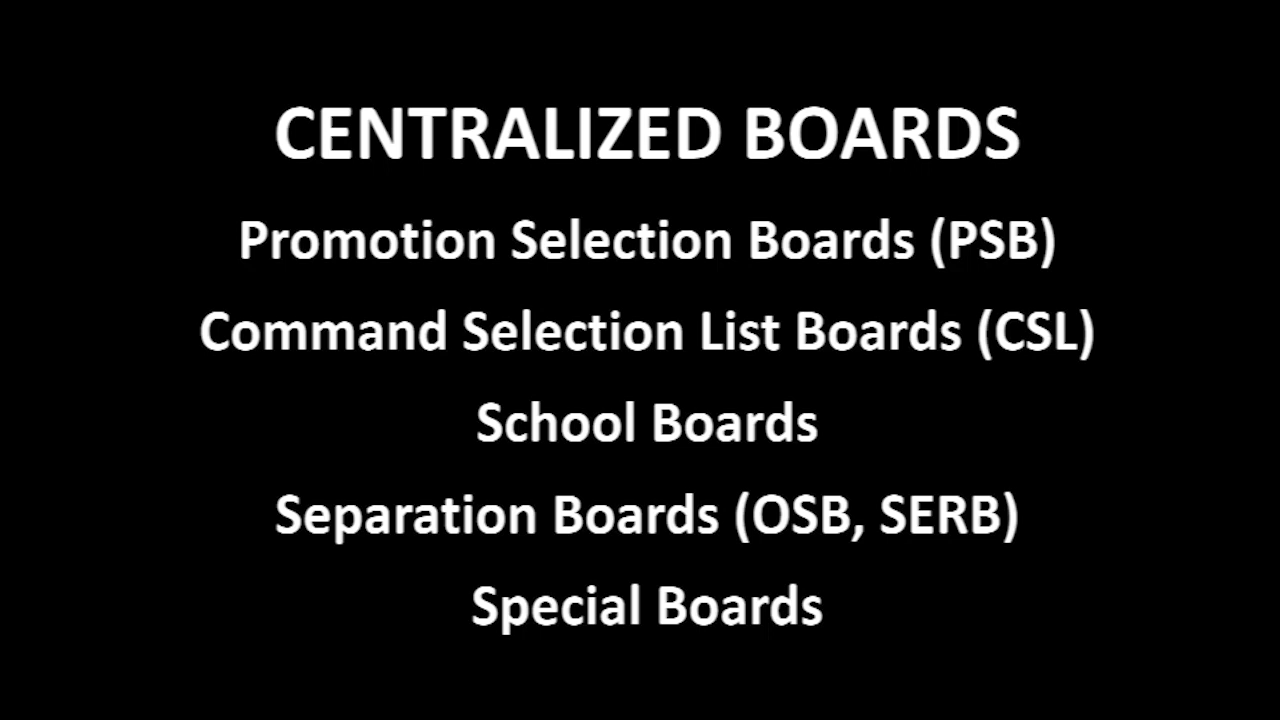 CENTRALIZED BOARDS
Promotion Selection Boards (PSB)
Command Selection List Boards (CSL)
School Boards
Separation Boards (OSB, SERB)
Special Boards